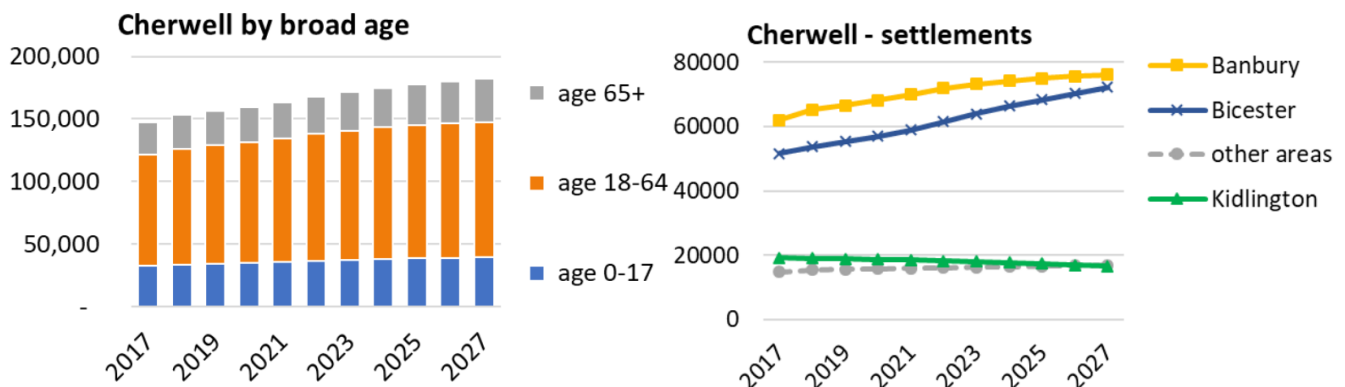 Cherwell by broad age
200,000
150,000
100,000
50,000
-
2017
2019
2021
2023
2025
2027
age 65+
age 18-64
age 0-17
Cherwell - settlements
80000
60000
40000
20000
0
2017
2019
2021
2023
2025
2027
Banbury
Bicester
other areas
Kidlington